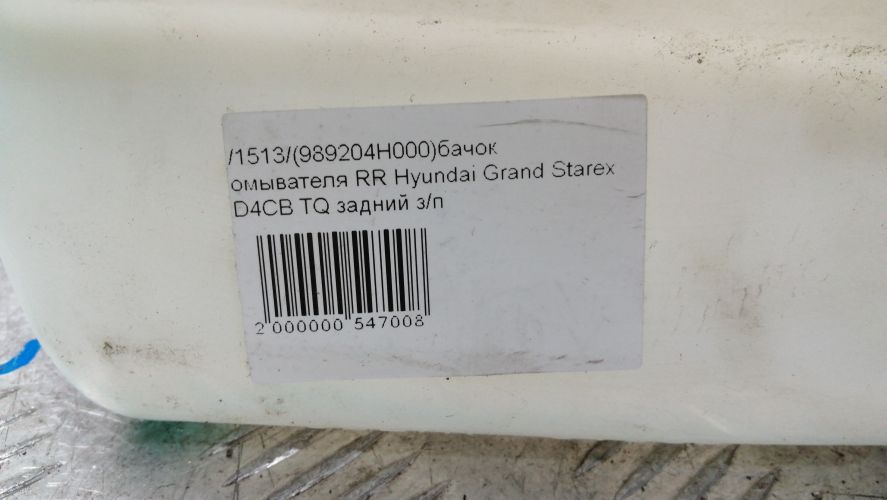 /1513/(989204H000)бачок
омывателя RR Hyundai Grand Starex
D4CB TQ задний з/п
2 000000 547008